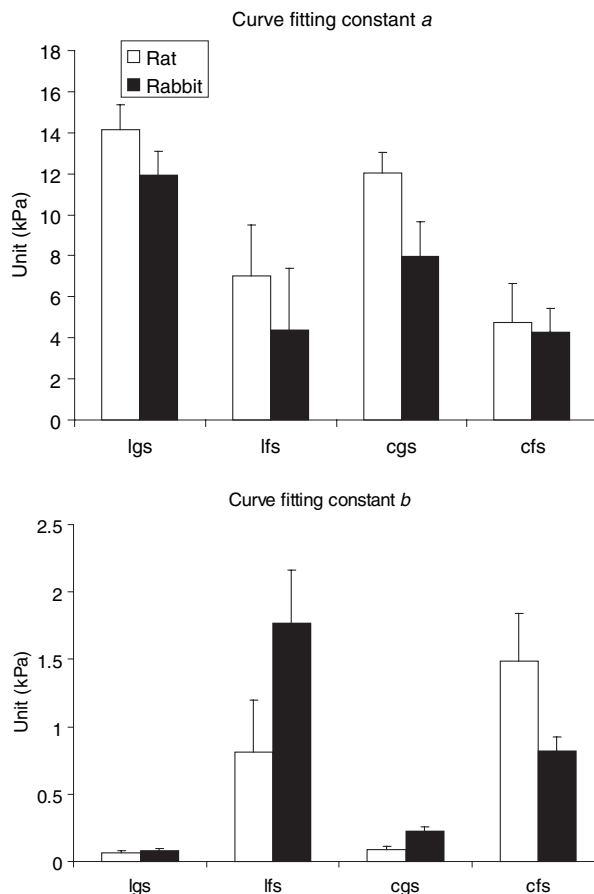 Curve fitting constant a
18
16
14
12
10
8
6
4
2
0
Unit (kPa)
Rat
Rabbit
lgs lfs cgs cfs
Curve fitting constant b
2.5
2
1.5
1
0.5
0
Unit (kPa)
lgs lfs cgs cfs